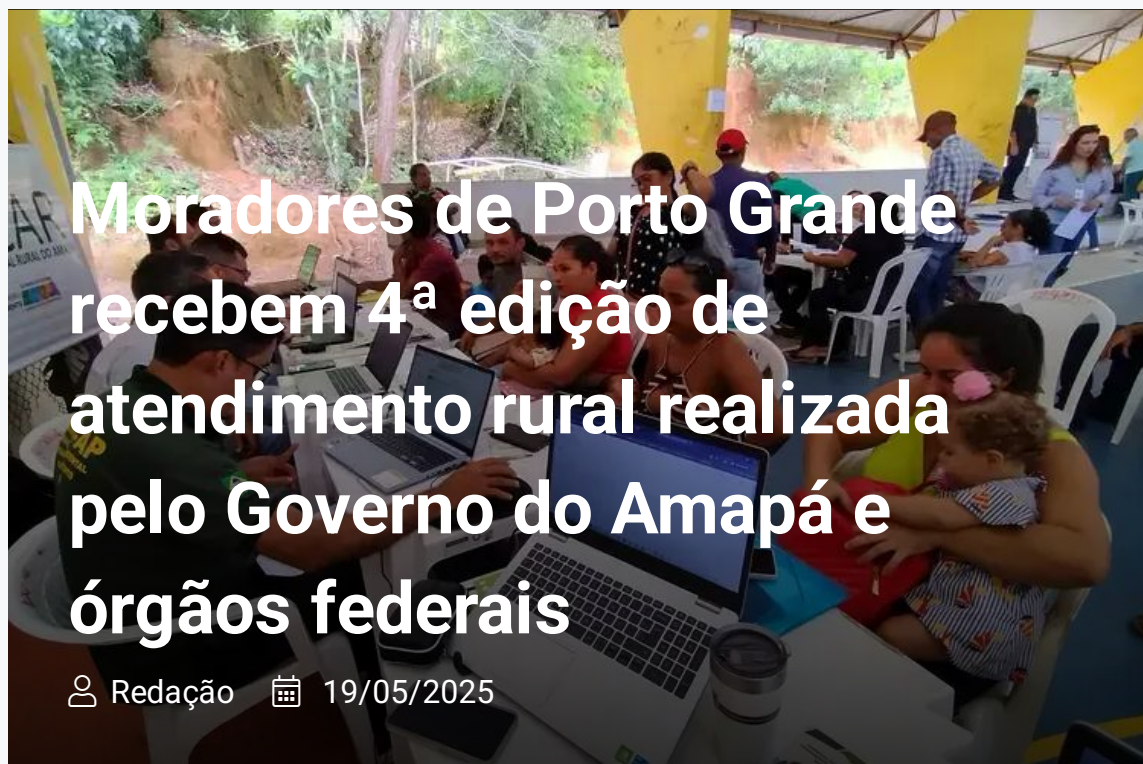 Moradores de Porto Grande
recebem 4ª edição de
atendimento rural realizada
pelo Governo do Amapá e
órgãos federais
Redação 19/05/2025